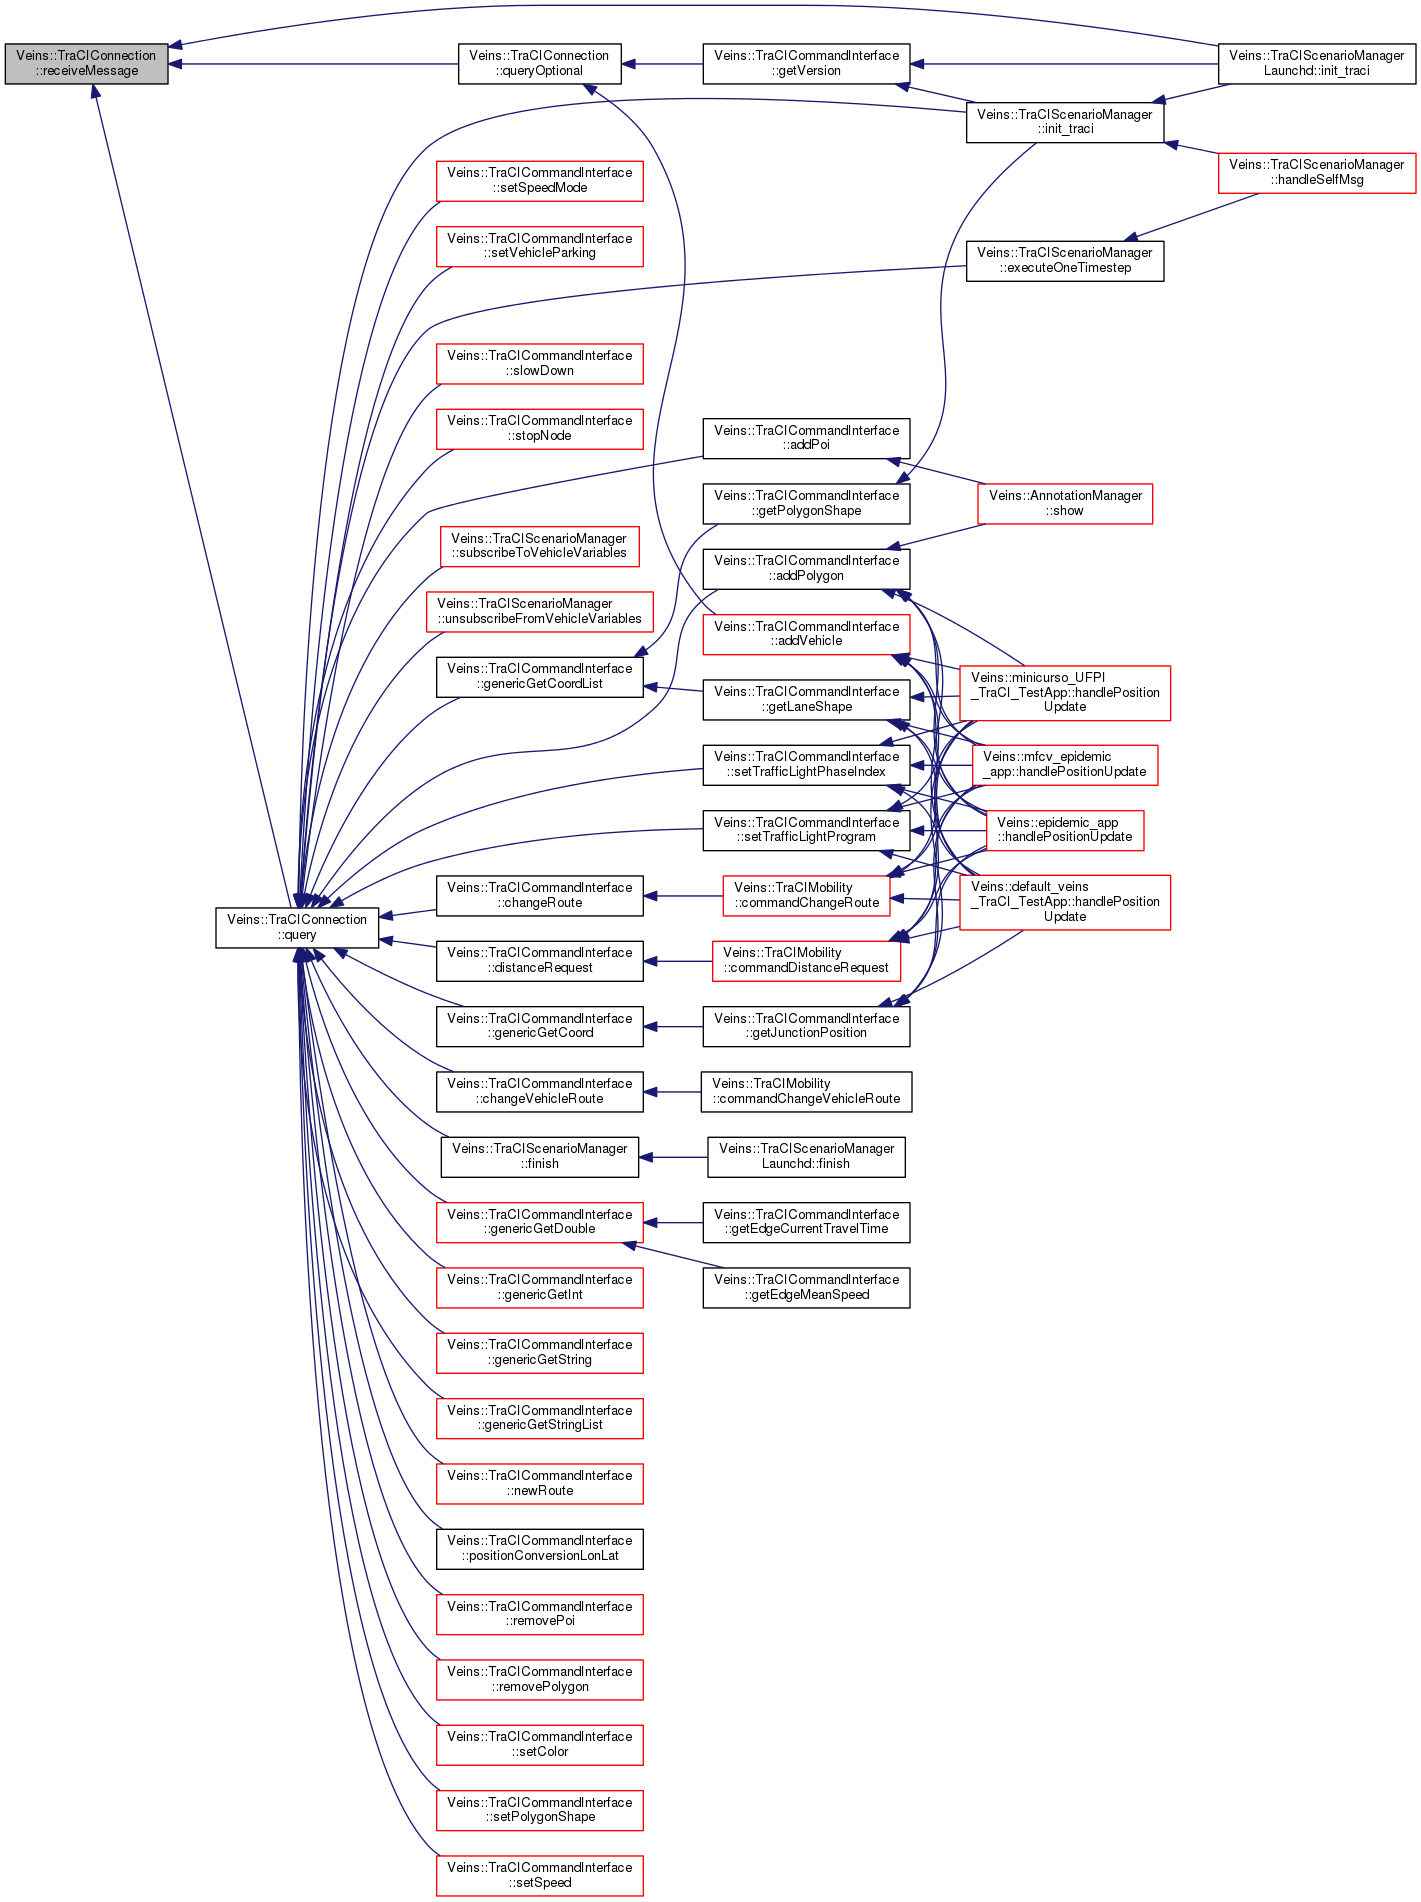 Veins::TraCIConnection
::receiveMessage
Veins::TraCIConnection
::queryOptional
Veins::TraCICommandInterface
::getVersion
Veins::TraCIScenarioManager
Launchd::init_traci
Veins::TraCIScenarioManager
::init_traci
Veins::TraCIScenarioManager
::handleSelfMsg
Veins::TraCICommandInterface
::setSpeedMode
Veins::TraCICommandInterface
::setVehicleParking
Veins::TraCIScenarioManager
::executeOneTimestep
Veins::TraCICommandInterface
::slowDown
Veins::TraCICommandInterface
::stopNode
Veins::TraCICommandInterface
::addPoi
Veins::TraCICommandInterface
::getPolygonShape
Veins::AnnotationManager
::show
Veins::TraCIScenarioManager
::subscribeToVehicleVariables
Veins::TraCICommandInterface
::addPolygon
Veins::TraCIScenarioManager
::unsubscribeFromVehicleVariables
Veins::TraCICommandInterface
::addVehicle
Veins::TraCICommandInterface
::genericGetCoordList
Veins::TraCICommandInterface
::getLaneShape
Veins::minicurso_UFPI
_TraCI_TestApp::handlePosition
Update
Veins::TraCICommandInterface
::setTrafficLightPhaseIndex
Veins::mfcv_epidemic
_app::handlePositionUpdate
Veins::TraCICommandInterface
::setTrafficLightProgram
Veins::epidemic_app
::handlePositionUpdate
Veins::TraCICommandInterface
::changeRoute
Veins::TraCIMobility
::commandChangeRoute
Veins::default_veins
_TraCI_TestApp::handlePosition
Update
Veins::TraCIConnection
::query
Veins::TraCICommandInterface
::distanceRequest
Veins::TraCIMobility
::commandDistanceRequest
Veins::TraCICommandInterface
::genericGetCoord
Veins::TraCICommandInterface
::getJunctionPosition
Veins::TraCICommandInterface
::changeVehicleRoute
Veins::TraCIMobility
::commandChangeVehicleRoute
Veins::TraCIScenarioManager
::finish
Veins::TraCIScenarioManager
Launchd::finish
Veins::TraCICommandInterface
::genericGetDouble
Veins::TraCICommandInterface
::getEdgeCurrentTravelTime
Veins::TraCICommandInterface
::genericGetInt
Veins::TraCICommandInterface
::getEdgeMeanSpeed
Veins::TraCICommandInterface
::genericGetString
Veins::TraCICommandInterface
::genericGetStringList
Veins::TraCICommandInterface
::newRoute
Veins::TraCICommandInterface
::positionConversionLonLat
Veins::TraCICommandInterface
::removePoi
Veins::TraCICommandInterface
::removePolygon
Veins::TraCICommandInterface
::setColor
Veins::TraCICommandInterface
::setPolygonShape
Veins::TraCICommandInterface
::setSpeed